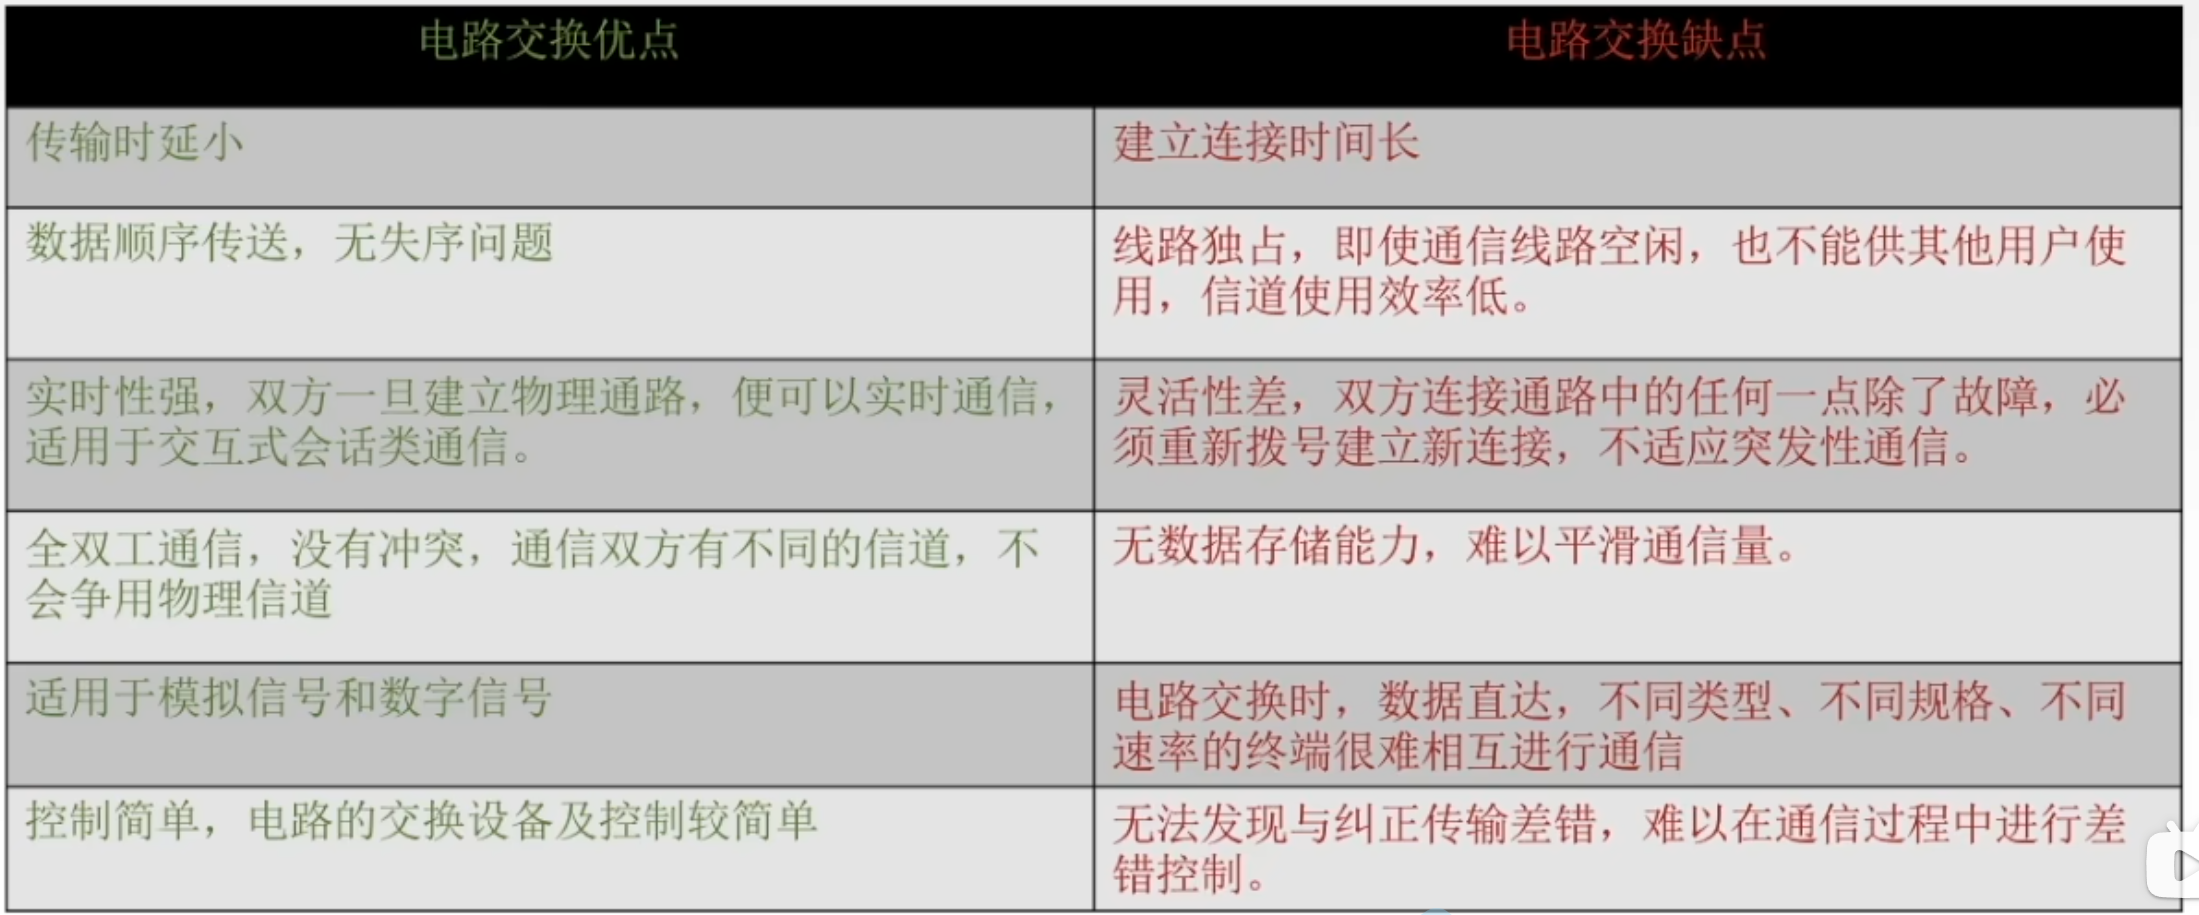 电路交换优点
电路交换缺点
传输时延小
建立连接时间长
数据顺序传送，无失序问题
线路独占，即使通信线路空闲，也不能供其他用户使
用，信道使用效率低。
实时性强，双方一旦建立物理通路，便可以实时通信，
适用于交互式会话类通信。
灵活性差，双方连接通路中的任何一点除了故障，必
须重新拨号建立新连接，不适应突发性通信。
全双工通信，没有冲突，通信双方有不同的信道，不
会争用物理信道
无数据存储能力，难以平滑通信量。
适用于模拟信号和数字信号
电路交换时，数据直达，不同类型、不同规格、不同
速率的终端很难相互进行通信
控制简单，电路的交换设备及控制较简单
无法发现与纠正传输差错，难以在通信过程中进行差
错控制。